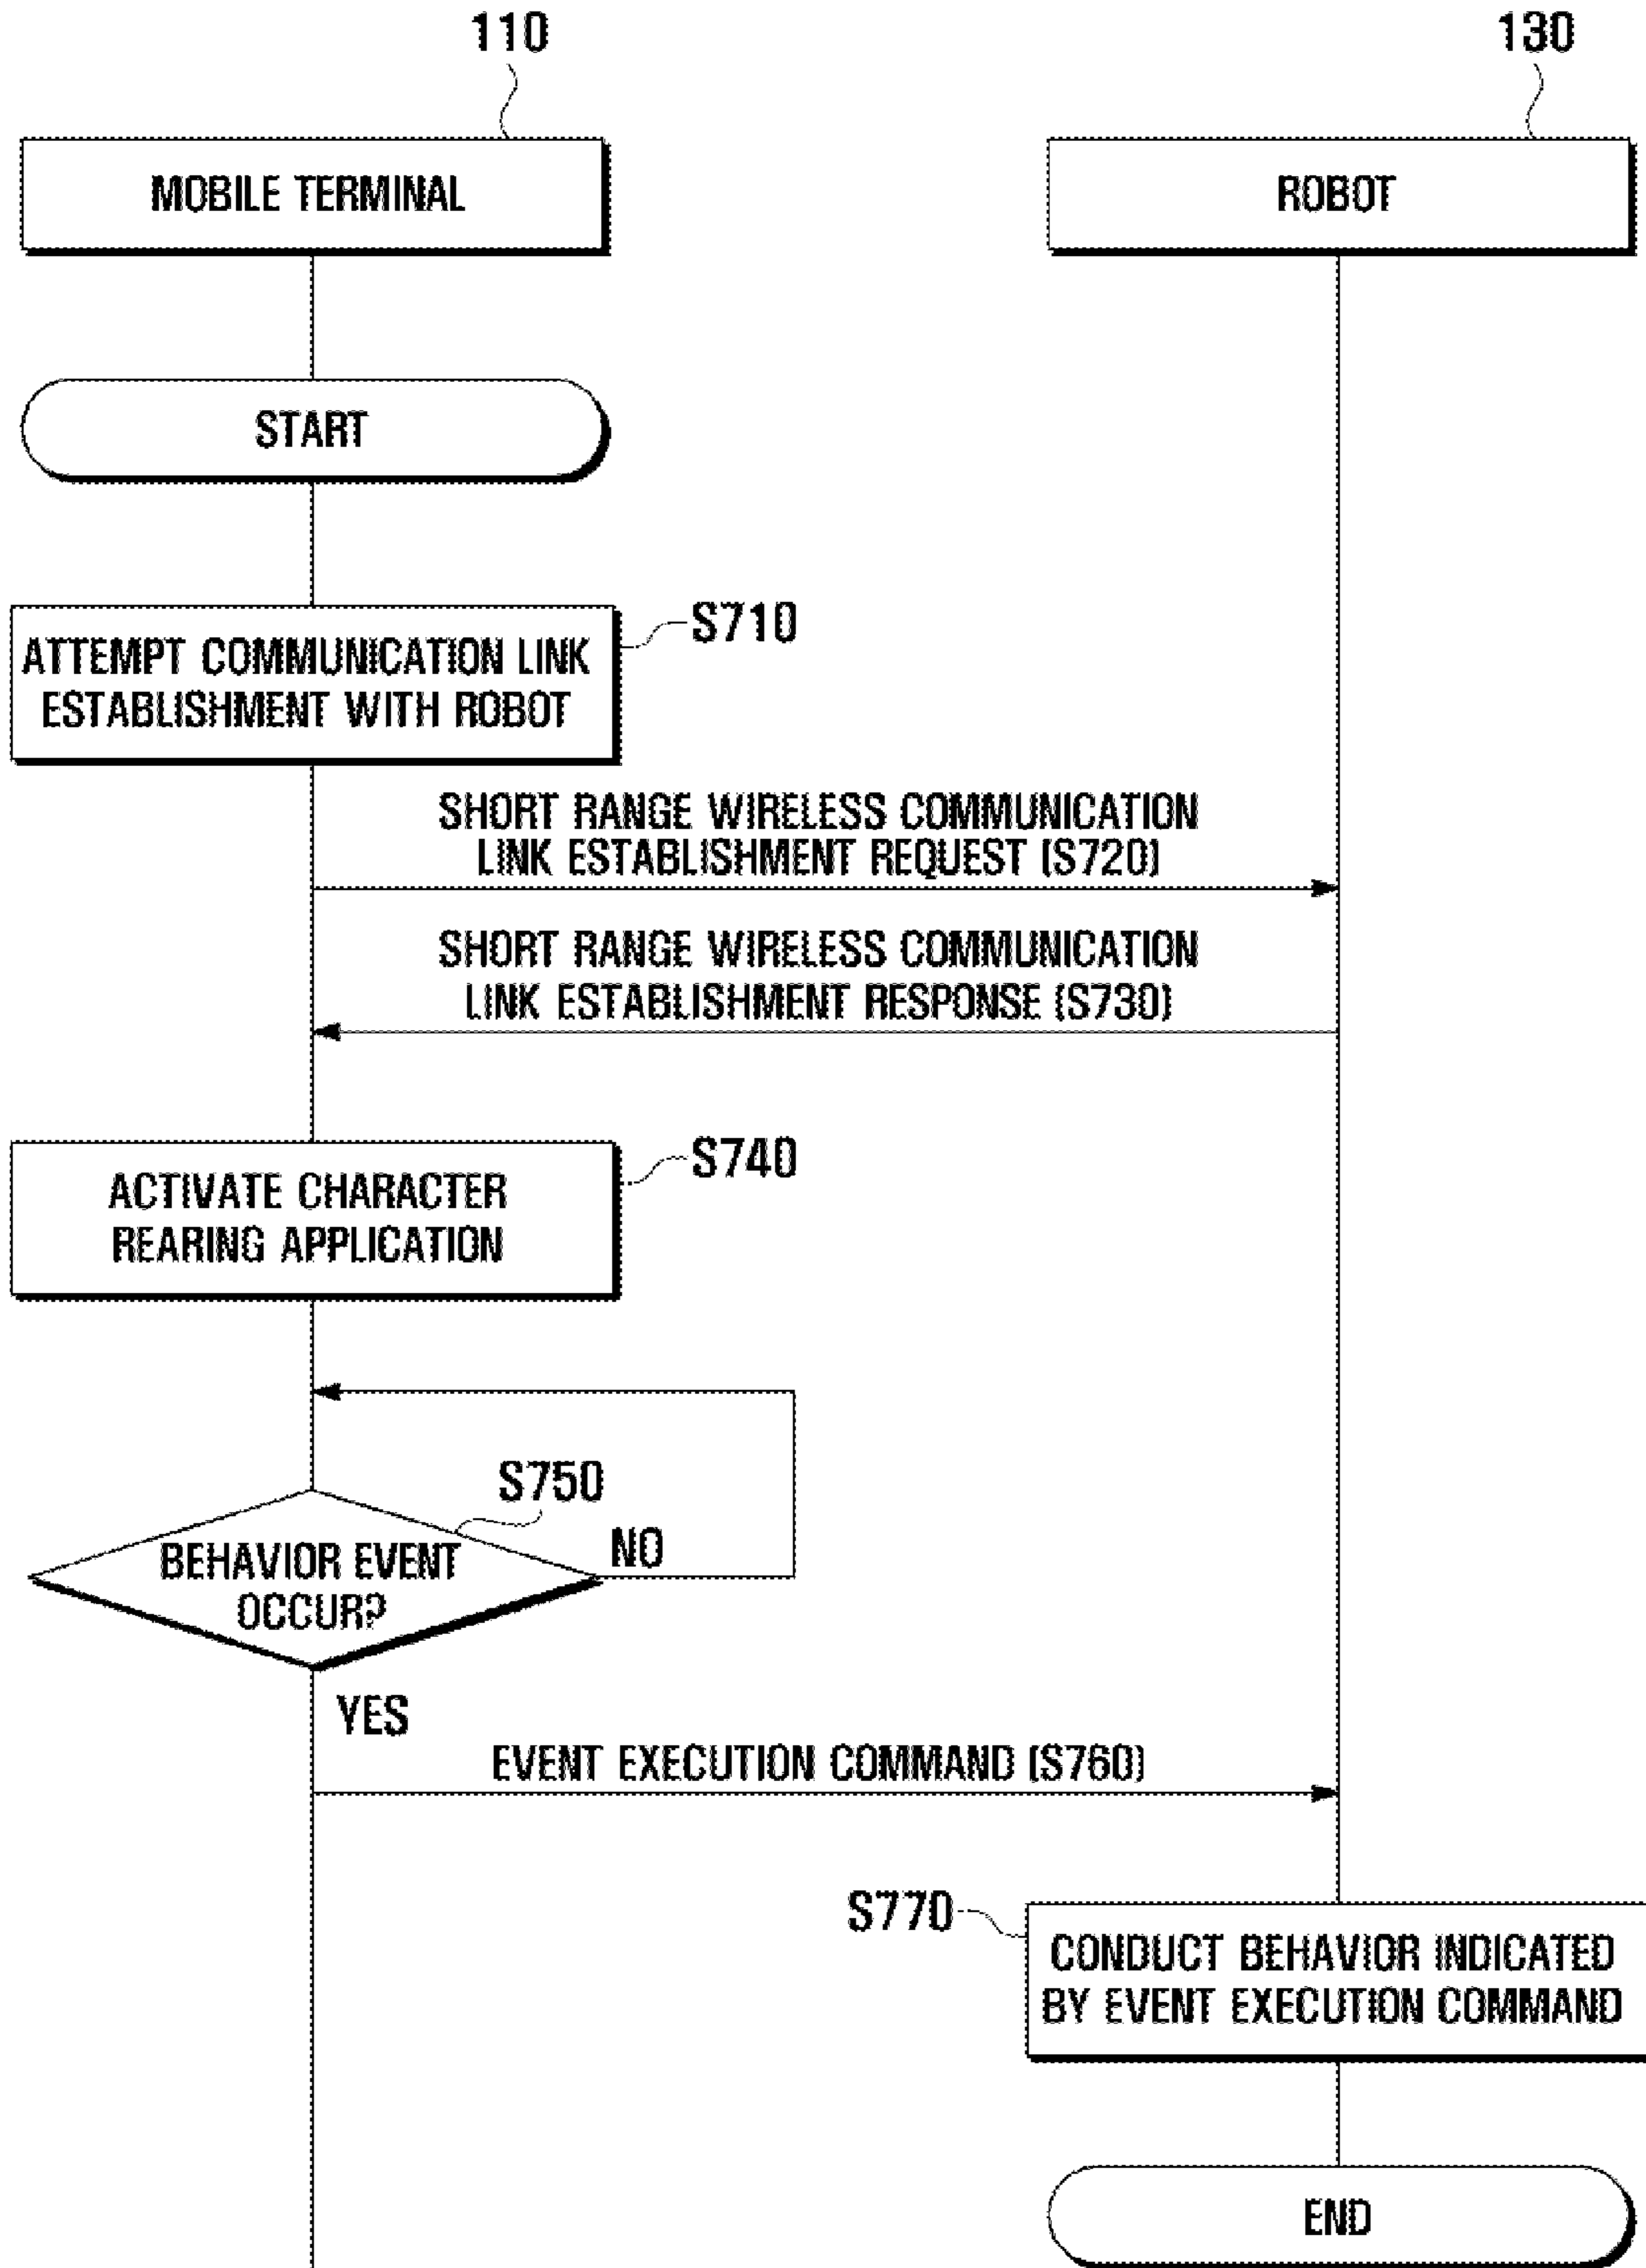 110
130
MOBILE TERMINAL
ROBOT
START
S710
ATTEMPT COMMUNICATION LINK
ESTABLISHMENT WITH ROBOT
SHORT RANGE WIRELESS COMMUNICATION
LINK ESTABLISHMENT REQUEST (S720)
SHORT RANGE WIRELESS COMMUNICATION
LINK ESTABLISHMENT RESPONSE (S730)
S740
ACTIVATE CHARACTER
REARING APPLICATION
S750
NO
BEHAVIOR EVENT
OCCUR?
YES
EVENT EXECUTION COMMAND (S760)
S770
CONDUCT BEHAVIOR INDICATED
BY EVENT EXECUTION COMMAND
END